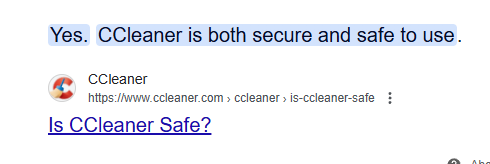 Yes. CCleaner is both secure and safe to use.
CCleaner
https://www.ccleaner.com › ccleaner › is-ccleaner-safe
Is CCleaner Safe?